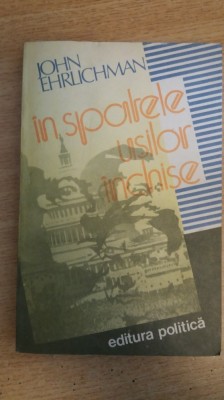 JOHN
EHRLICHMAN
în spatele
ușilor
închise
editura politică